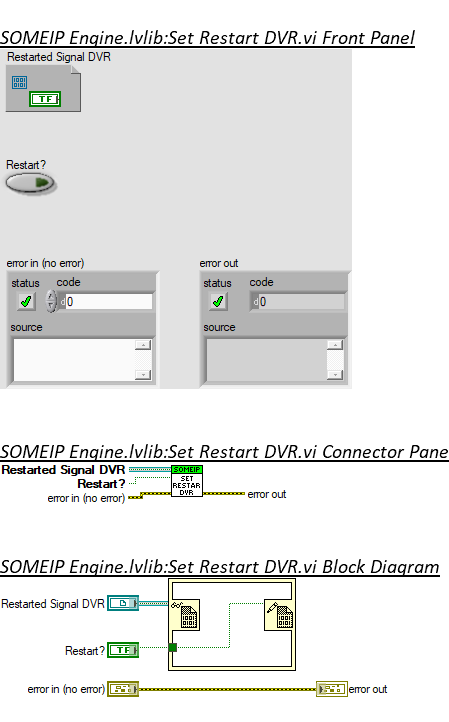 SOMEIP Engine.lvlib:Set Restart DVR.vi Front Panel
Restarted Signal DVR
TF
Restart?
error in (no error)
error out
status code
status code
d0
d0
source
source
SOMEIP Engine.lvlib:Set Restart DVR.vi Connector Pane
Restarted Signal DVR
Restart?
error in (no error)
SOMEIP
SET
RESTAR
DVR
error out
SOMEIP Engine.lvlib:Set Restart DVR.vi Block Diagram
Restarted Signal DVR
Restart?
TF
error in (no error)
error out